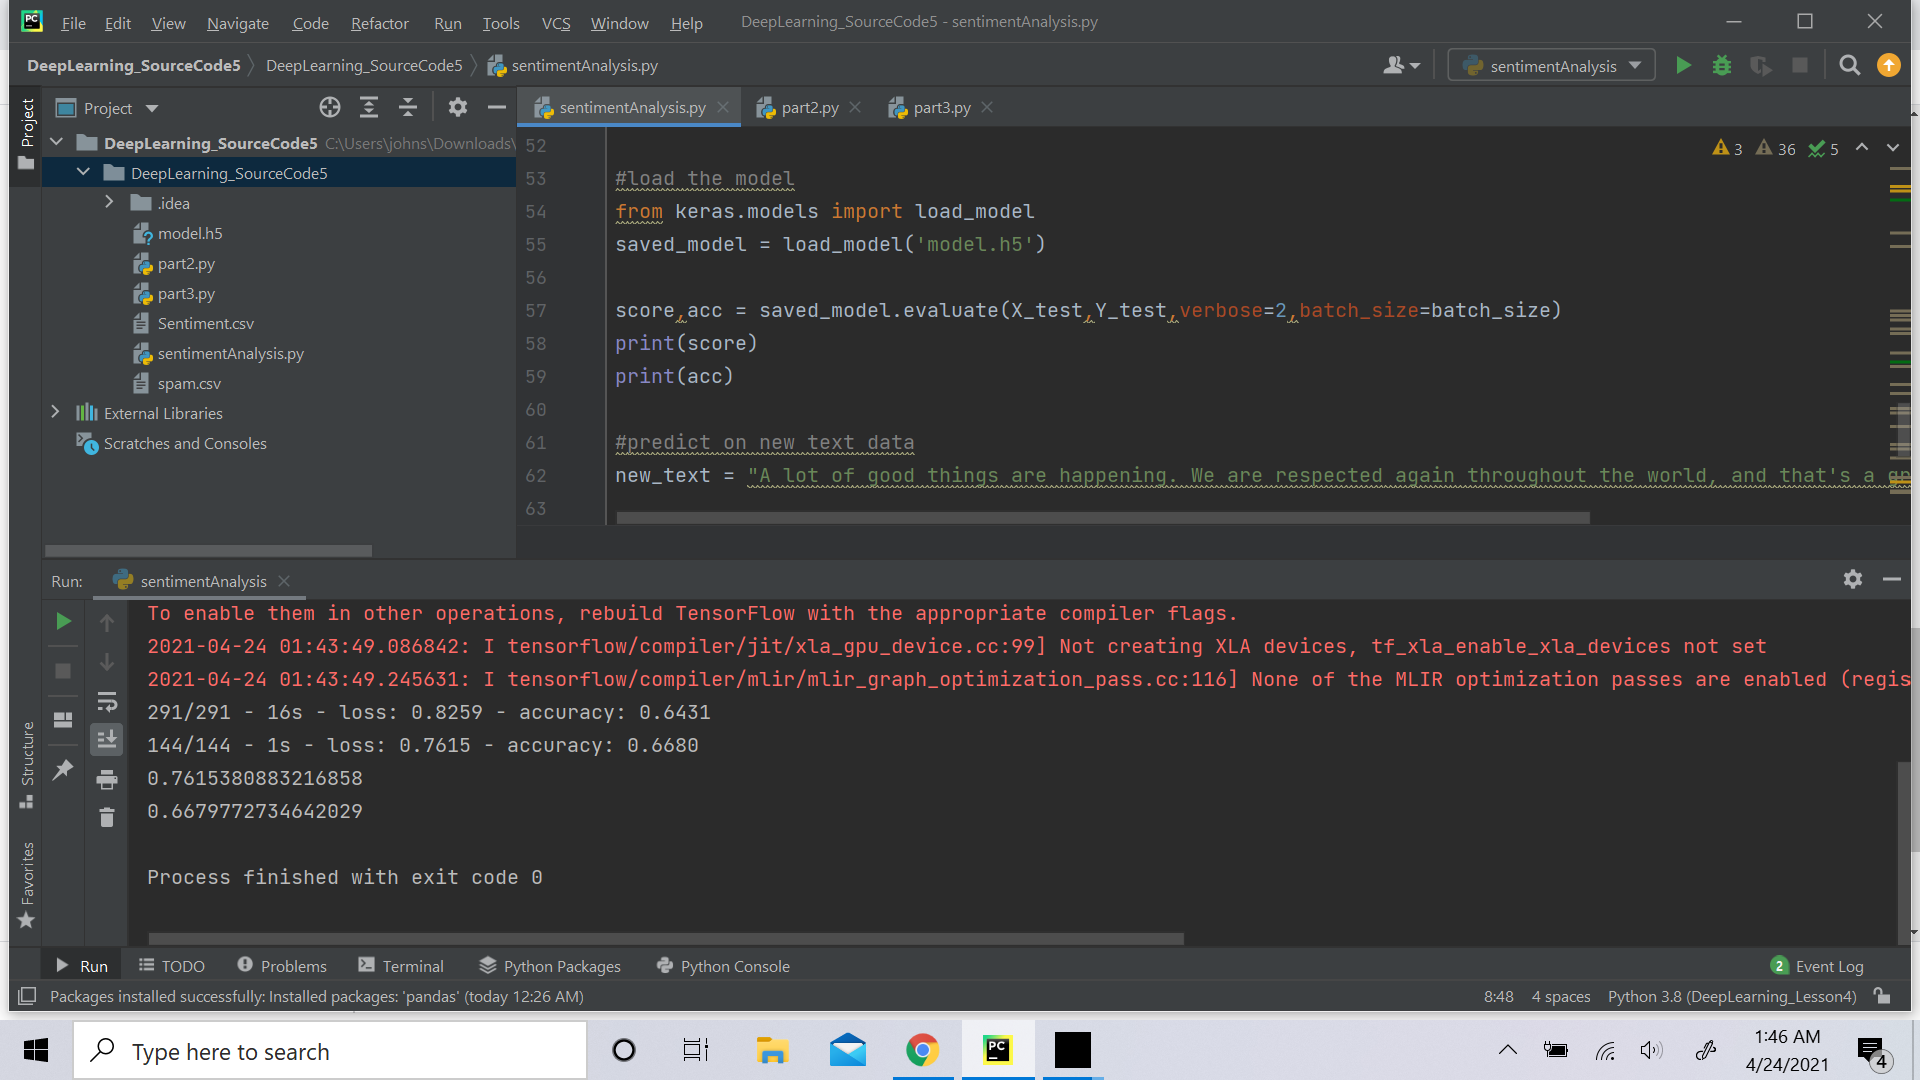 PC File Edit View Navigate Code Refactor Run Tools VCS Window Help DeepLearning_SourceCode5 - sentimentAnalysis.py
DeepLearning_SourceCode5 DeepLearning_SourceCode5 sentimentAnalysis.py sentimentAnalysis
Project
Project
sentimentAnalysis.py part2.py part3.py
DeepLearning_SourceCode5 C:\Users\johns\Downloads\
DeepLearning_SourceCode5
.idea
model.h5
part2.py
part3.py
Sentiment.csv
sentimentAnalysis.py
spam.csv
External Libraries
Scratches and Consoles
3 36 5
52
53 #load the model
54 from keras.models import load_model
55 saved_model = load_model('model.h5')
56
57 score,acc = saved_model.evaluate(X_test,Y_test,verbose=2,batch_size=batch_size)
58 print(score)
59 print(acc)
60
61 #predict on new text data
62 new_text = "A lot of good things are happening. We are respected again throughout the world, and that's a gr
63
Run: sentimentAnalysis
To enable them in other operations, rebuild TensorFlow with the appropriate compiler flags.
2021-04-24 01:43:49.086842: I tensorflow/compiler/jit/xla_gpu_device.cc:99] Not creating XLA devices, tf_xla_enable_xla_devices not set
2021-04-24 01:43:49.245631: I tensorflow/compiler/mlir/mlir_graph_optimization_pass.cc:116] None of the MLIR optimization passes are enabled (regis
291/291 - 16s - loss: 0.8259 - accuracy: 0.6431
144/144 - 1s - loss: 0.7615 - accuracy: 0.6680
0.7615380883216858
0.6679772734642029
Process finished with exit code 0
Structure
Favorites
Run TODO Problems Terminal Python Packages Python Console 2 Event Log
Packages installed successfully: Installed packages: 'pandas' (today 12:26 AM) 8:48 4 spaces Python 3.8 (DeepLearning_Lesson4)
Type here to search
PC
1:46 AM
4/24/2021
4